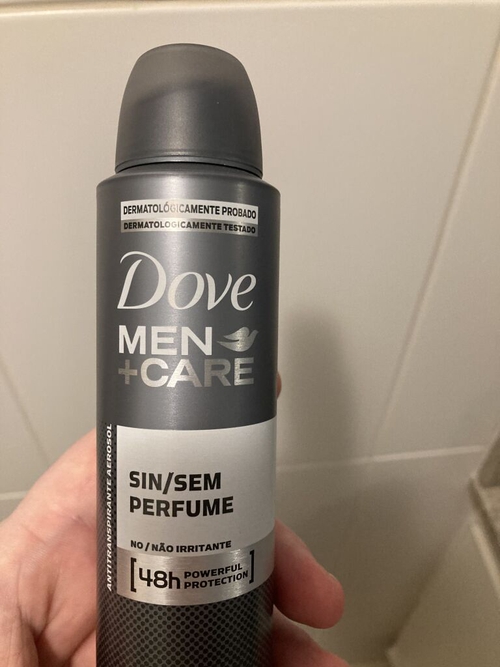 DERMATOLÓGICAMENTE PROBADO
DERMATOLOGICAMENTE TESTADO
Dove
MEN
+CARE
ANTITRANSPIRANTE AEROSOL
SIN/SEM
PERFUME
NO / NÃO IRRITANTE
[48h POWERFUL
PROTECTION]